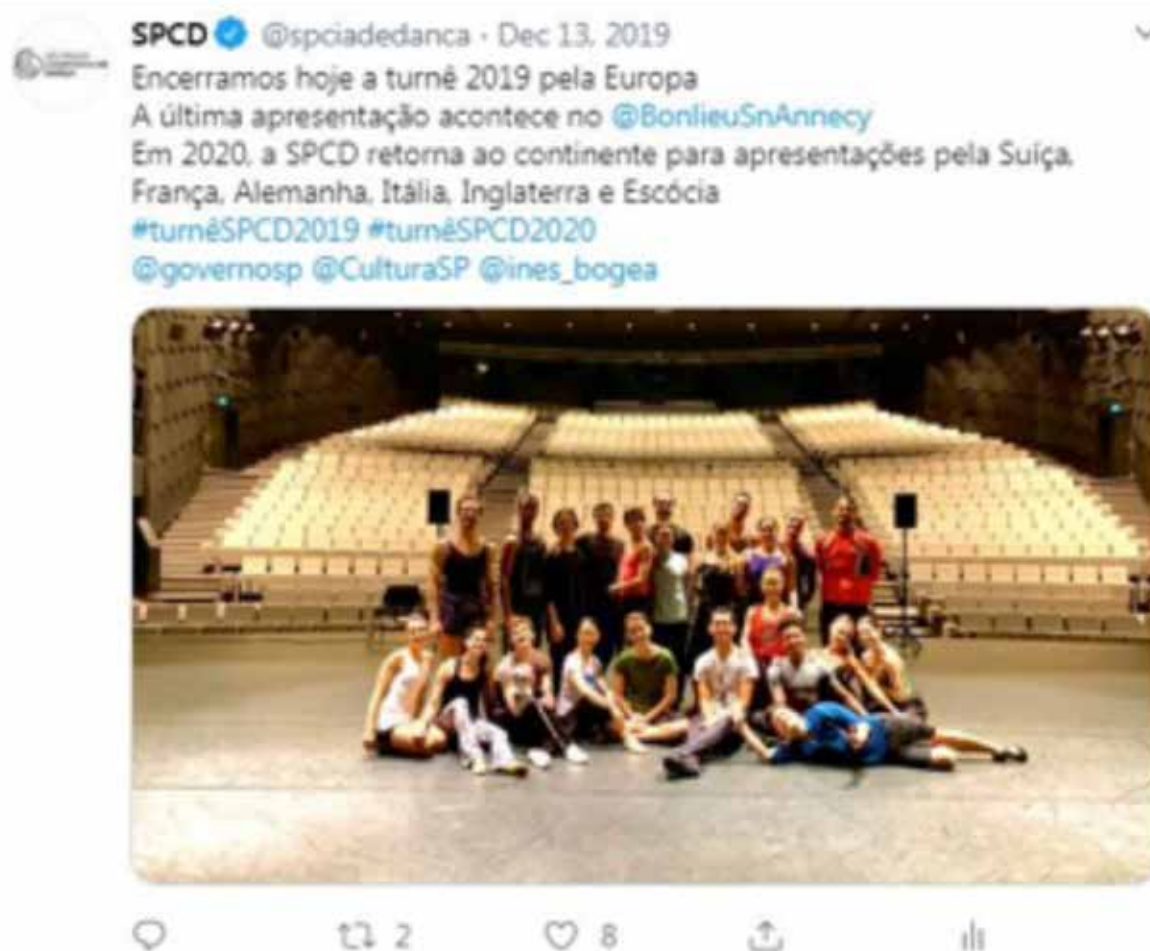 SPCD @spciadedanca · Dec 13, 2019
Encerramos hoje a turnê 2019 pela Europa
A última apresentação acontece no @BonlieuSnAnnecy
Em 2020, a SPCD retorna ao continente para apresentações pela Suíça,
França, Alemanha, Itália, Inglaterra e Escócia
#turnêSPCD2019 #turnêSPCD2020
@governosp @CulturaSP @ines_bogea
2 8